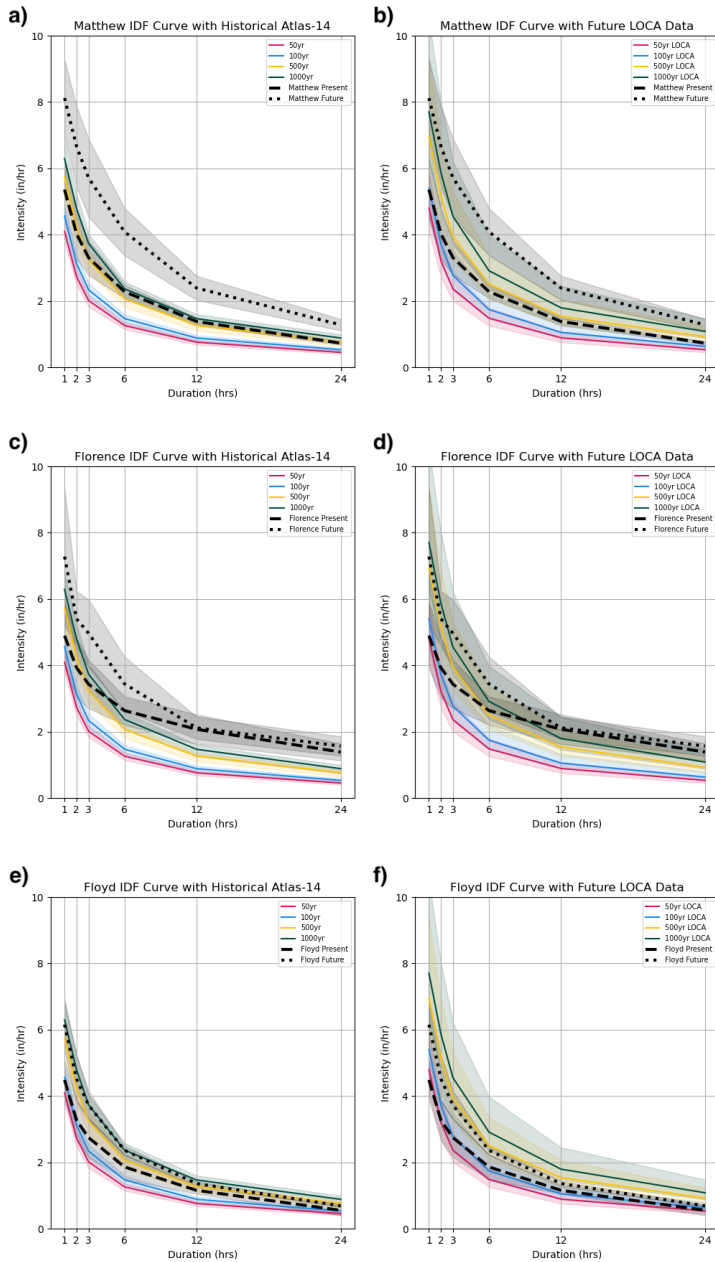 a)
Matthew IDF Curve with Historical Atlas-14
10
8
6
4
2
0
Intensity (in/hr)
50yr
100yr
500yr
1000yr
Matthew Present
Matthew Future
1 2 3 6 12 24
Duration (hrs)
b)
Matthew IDF Curve with Future LOCA Data
10
8
6
4
2
0
Intensity (in/hr)
50yr LOCA
100yr LOCA
500yr LOCA
1000yr LOCA
Matthew Present
Matthew Future
1 2 3 6 12 24
Duration (hrs)
c)
Florence IDF Curve with Historical Atlas-14
10
8
6
4
2
0
Intensity (in/hr)
50yr
100yr
500yr
1000yr
Florence Present
Florence Future
1 2 3 6 12 24
Duration (hrs)
d)
Florence IDF Curve with Future LOCA Data
10
8
6
4
2
0
Intensity (in/hr)
50yr LOCA
100yr LOCA
500yr LOCA
1000yr LOCA
Florence Present
Florence Future
1 2 3 6 12 24
Duration (hrs)
e)
Floyd IDF Curve with Historical Atlas-14
10
8
6
4
2
0
Intensity (in/hr)
50yr
100yr
500yr
1000yr
Floyd Present
Floyd Future
1 2 3 6 12 24
Duration (hrs)
f)
Floyd IDF Curve with Future LOCA Data
10
8
6
4
2
0
Intensity (in/hr)
50yr LOCA
100yr LOCA
500yr LOCA
1000yr LOCA
Floyd Present
Floyd Future
1 2 3 6 12 24
Duration (hrs)